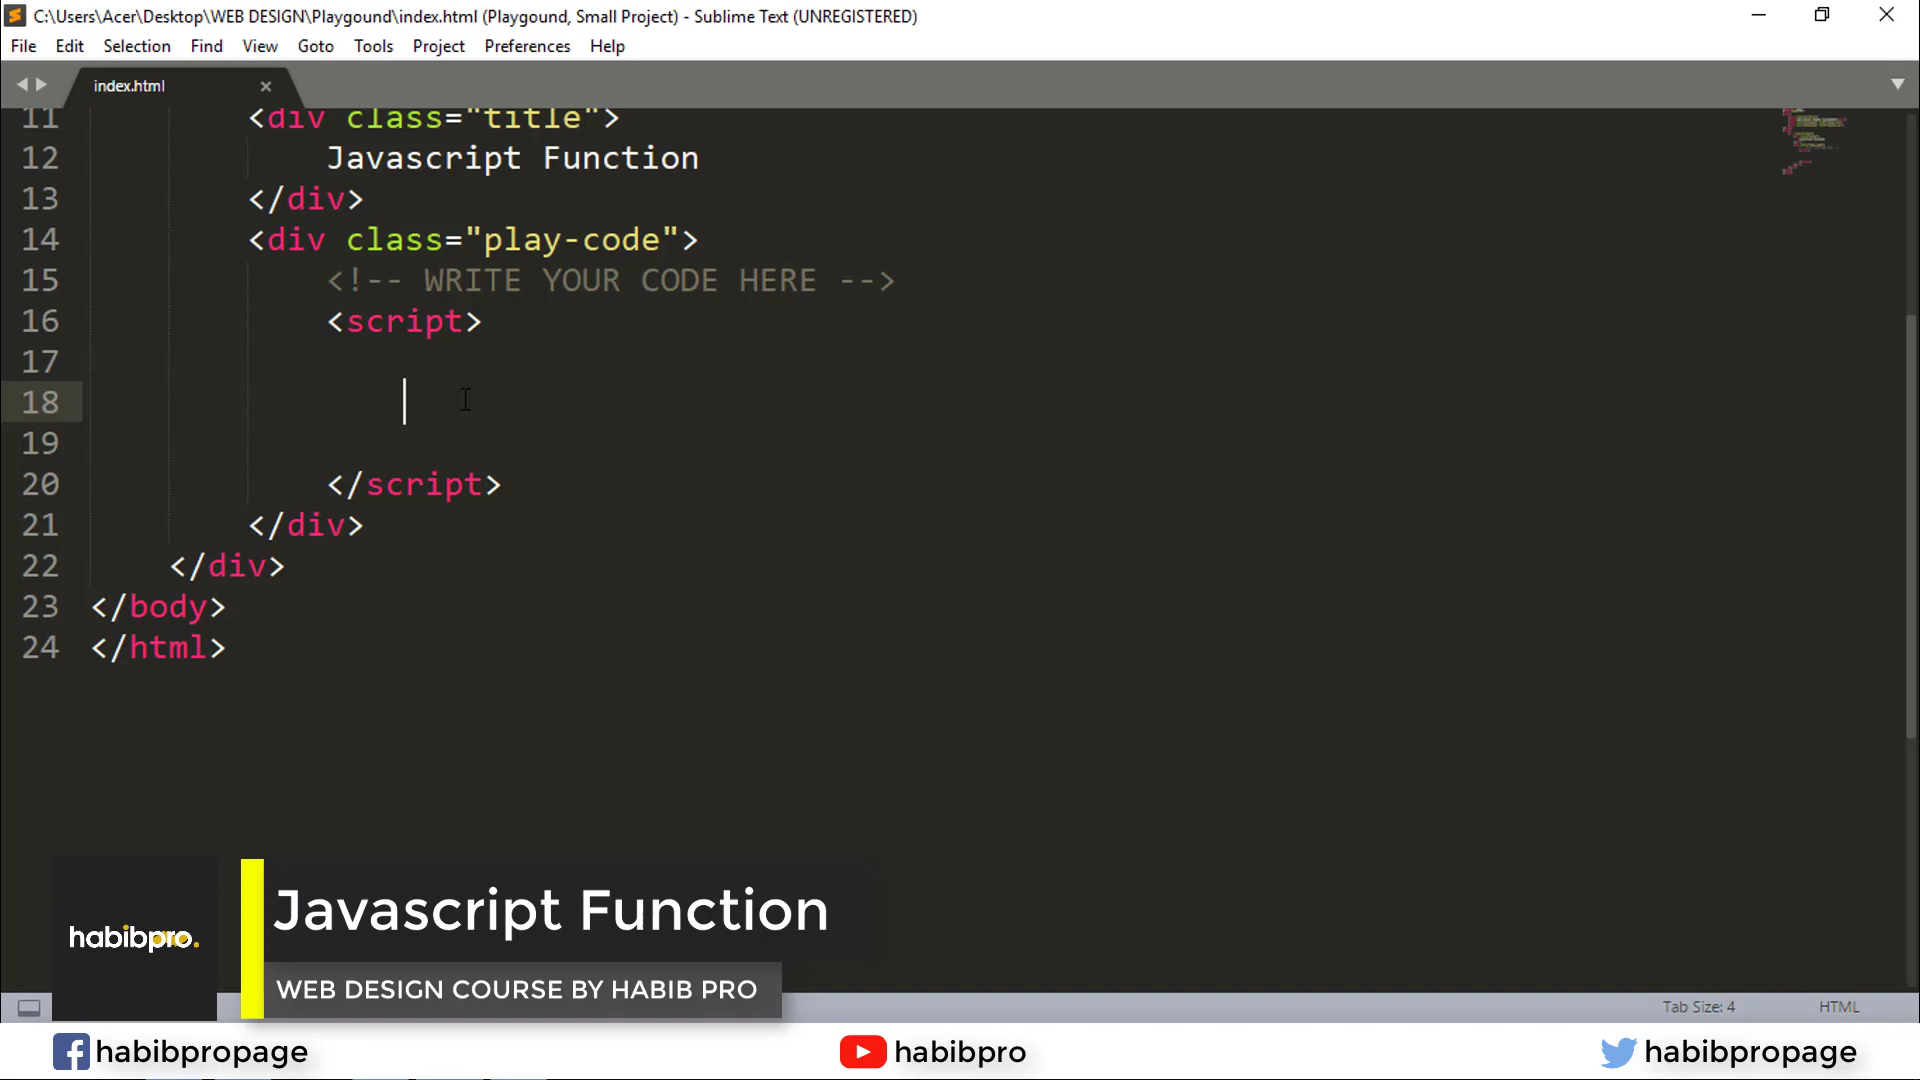 C:\Users\Acer\Desktop\WEB DESIGN\Playgound\index.html (Playgound, Small Project) - Sublime Text (UNREGISTERED)
File Edit Selection Find View Goto Tools Project Preferences Help
index.html
11 <div class="title">
12 Javascript Function
13 </div>
14 <div class="play-code">
15 <!-- WRITE YOUR CODE HERE -->
16 <script>
17
18
19
20 </script>
21 </div>
22 </div>
23 </body>
24 </html>
habibpro.
Javascript Function
WEB DESIGN COURSE BY HABIB PRO
Tab Size: 4 HTML
habibpropage habibpro habibpropage